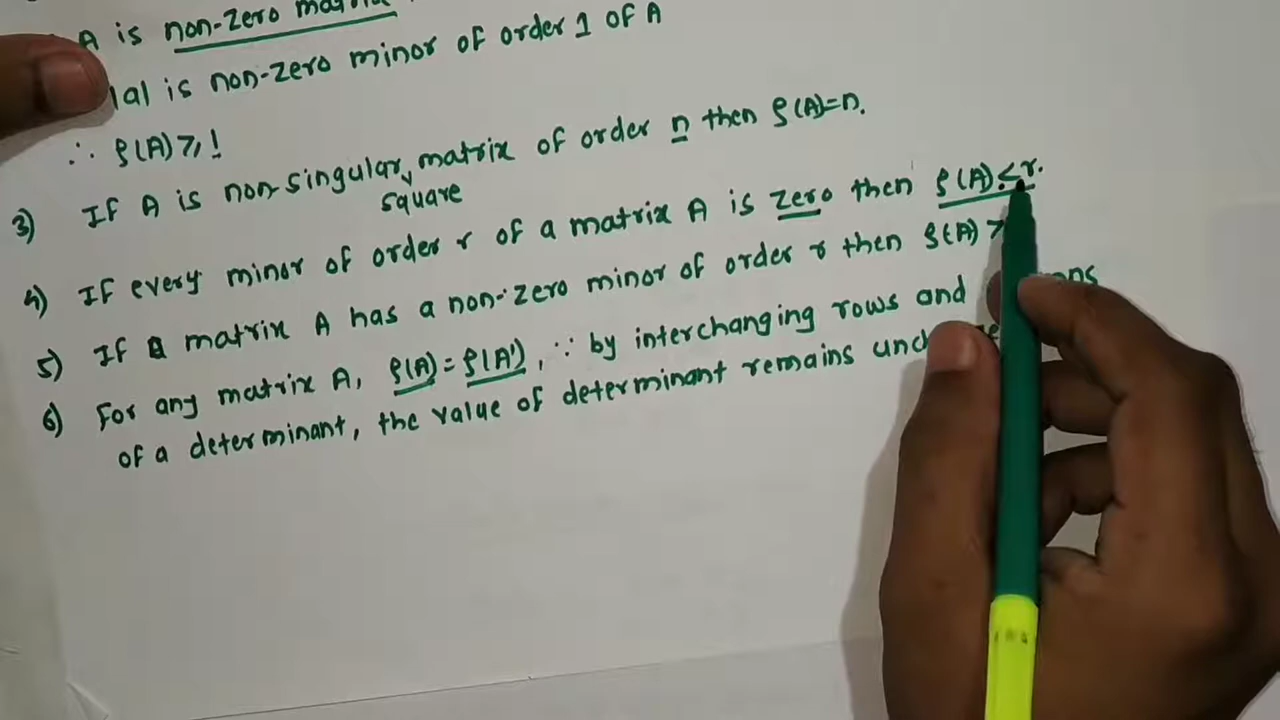 A is non-zero matrix
|a| is non-zero minor of order 1 of A
∴ ρ(A) ≥ 1
3) If A is non-singular square matrix of order n then ρ(A)=n.
4) If every minor of order r of a matrix A is zero then ρ(A) < r.
5) If a matrix A has a non-zero minor of order r then ρ(A)
6) For any matrix A, ρ(A) = ρ(A'), ∵ by interchanging rows and
of a determinant, the value of determinant remains